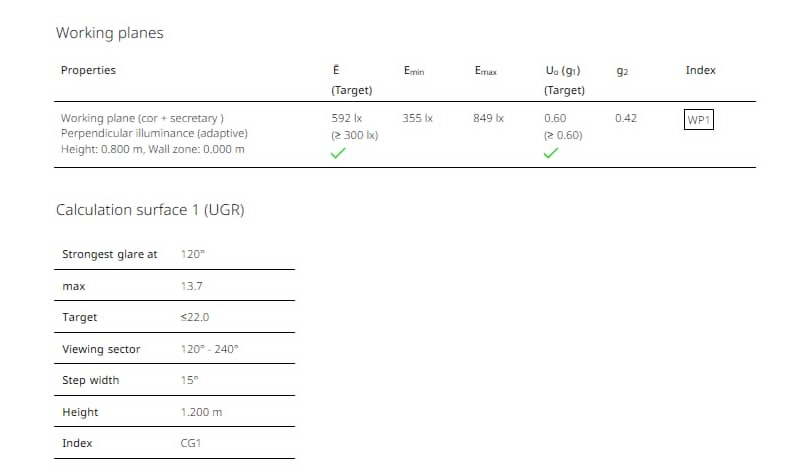 Working planes
Properties Ē Emin Emax Uₒ (g₁) g₂ Index
(Target) (Target)
Working plane (cor + secretary ) 592 lx 355 lx 849 lx 0.60 0.42 WP1
Perpendicular illuminance (adaptive) (≥ 300 lx) (≥ 0.60)
Height: 0.800 m, Wall zone: 0.000 m
Calculation surface 1 (UGR)
Strongest glare at 120°
max 13.7
Target ≤22.0
Viewing sector 120° - 240°
Step width 15°
Height 1.200 m
Index CG1